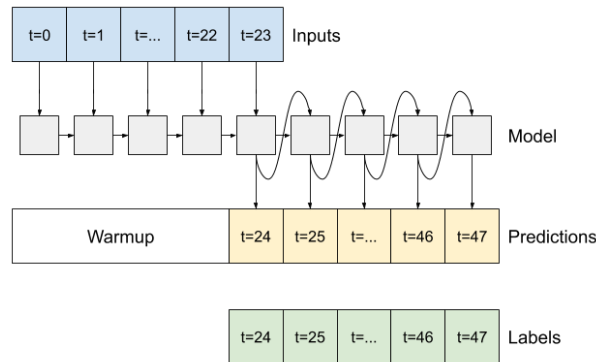 t=0 t=1 t=... t=22 t=23 Inputs
Model
Warmup t=24 t=25 t=... t=46 t=47 Predictions
t=24 t=25 t=... t=46 t=47 Labels